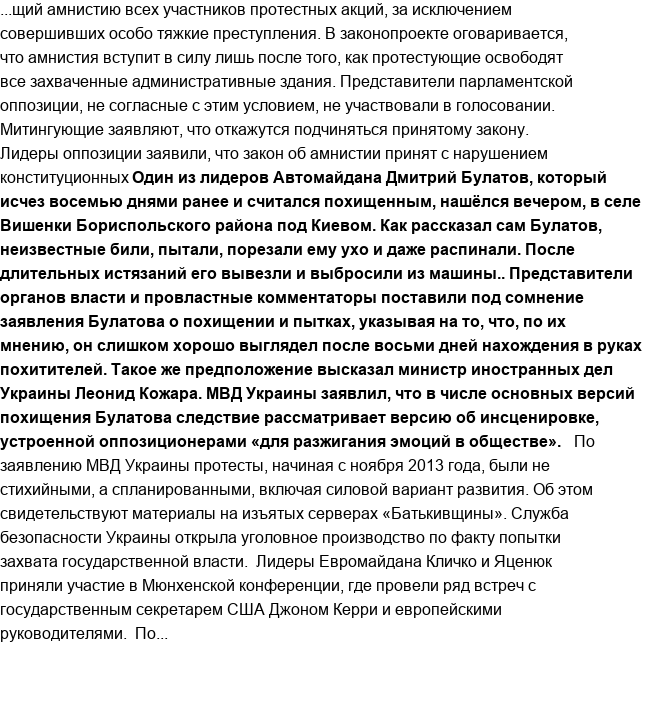 ...щий амнистию всех участников протестных акций, за исключением
совершивших особо тяжкие преступления. В законопроекте оговаривается,
что амнистия вступит в силу лишь после того, как протестующие освободят
все захваченные административные здания. Представители парламентской
оппозиции, не согласные с этим условием, не участвовали в голосовании.
Митингующие заявляют, что откажутся подчиняться принятому закону.
Лидеры оппозиции заявили, что закон об амнистии принят с нарушением
конституционных Один из лидеров Автомайдана Дмитрий Булатов, который
исчез восемью днями ранее и считался похищенным, нашёлся вечером, в селе
Вишенки Бориспольского района под Киевом. Как рассказал сам Булатов,
неизвестные били, пытали, порезали ему ухо и даже распинали. После
длительных истязаний его вывезли и выбросили из машины.. Представители
органов власти и провластные комментаторы поставили под сомнение
заявления Булатова о похищении и пытках, указывая на то, что, по их
мнению, он слишком хорошо выглядел после восьми дней нахождения в руках
похитителей. Такое же предположение высказал министр иностранных дел
Украины Леонид Кожара. МВД Украины заявлил, что в числе основных версий
похищения Булатова следствие рассматривает версию об инсценировке,
устроенной оппозиционерами «для разжигания эмоций в обществе». По
заявлению МВД Украины протесты, начиная с ноября 2013 года, были не
стихийными, а спланированными, включая силовой вариант развития. Об этом
свидетельствуют материалы на изъятых серверах «Батькивщины». Служба
безопасности Украины открыла уголовное производство по факту попытки
захвата государственной власти. Лидеры Евромайдана Кличко и Яценюк
приняли участие в Мюнхенской конференции, где провели ряд встреч с
государственным секретарем США Джоном Керри и европейскими
руководителями. По...